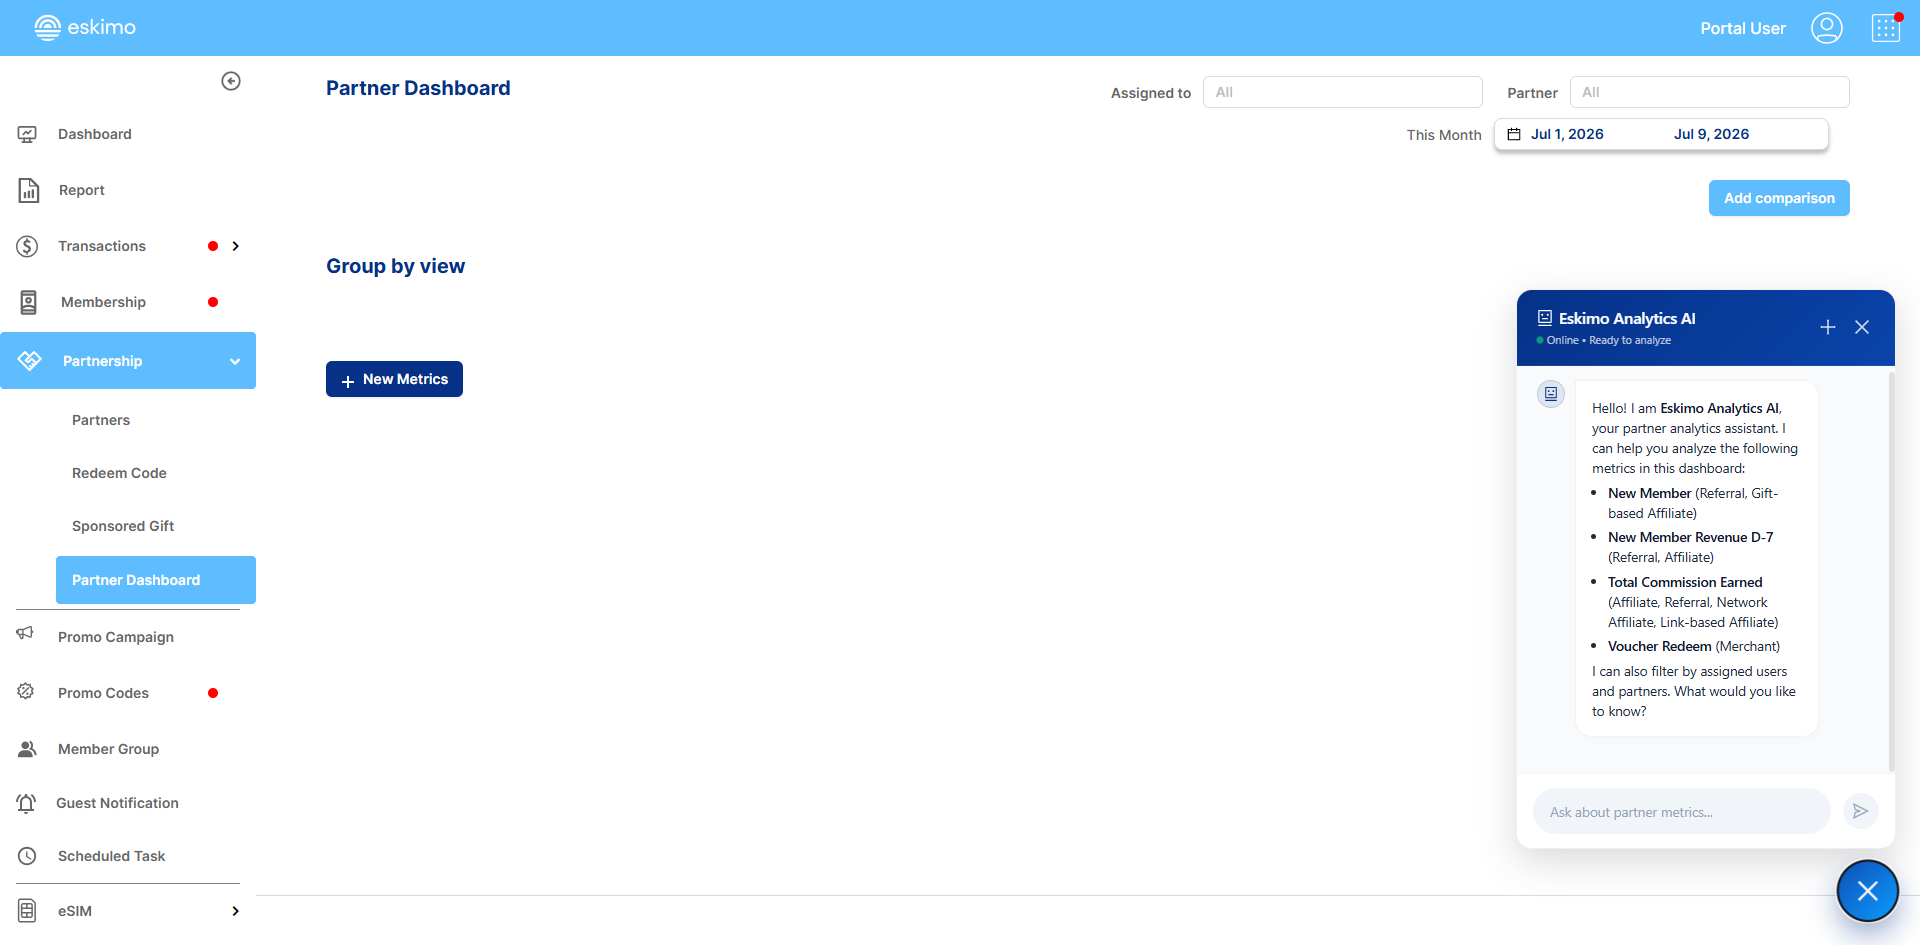 eskimo
Portal User
Dashboard
Report
Transactions
Membership
Partnership
Partners
Redeem Code
Sponsored Gift
Partner Dashboard
Promo Campaign
Promo Codes
Member Group
Guest Notification
Scheduled Task
eSIM
Partner Dashboard
Assigned to All
Partner All
This Month Jul 1, 2026 Jul 9, 2026
Add comparison
Group by view
New Metrics
Eskimo Analytics AI
Online • Ready to analyze
Hello! I am Eskimo Analytics AI,
your partner analytics assistant. I
can help you analyze the following
metrics in this dashboard:
• New Member (Referral, Gift-
based Affiliate)
• New Member Revenue D-7
(Referral, Affiliate)
• Total Commission Earned
(Affiliate, Referral, Network
Affiliate, Link-based Affiliate)
• Voucher Redeem (Merchant)
I can also filter by assigned users
and partners. What would you like
to know?
Ask about partner metrics...